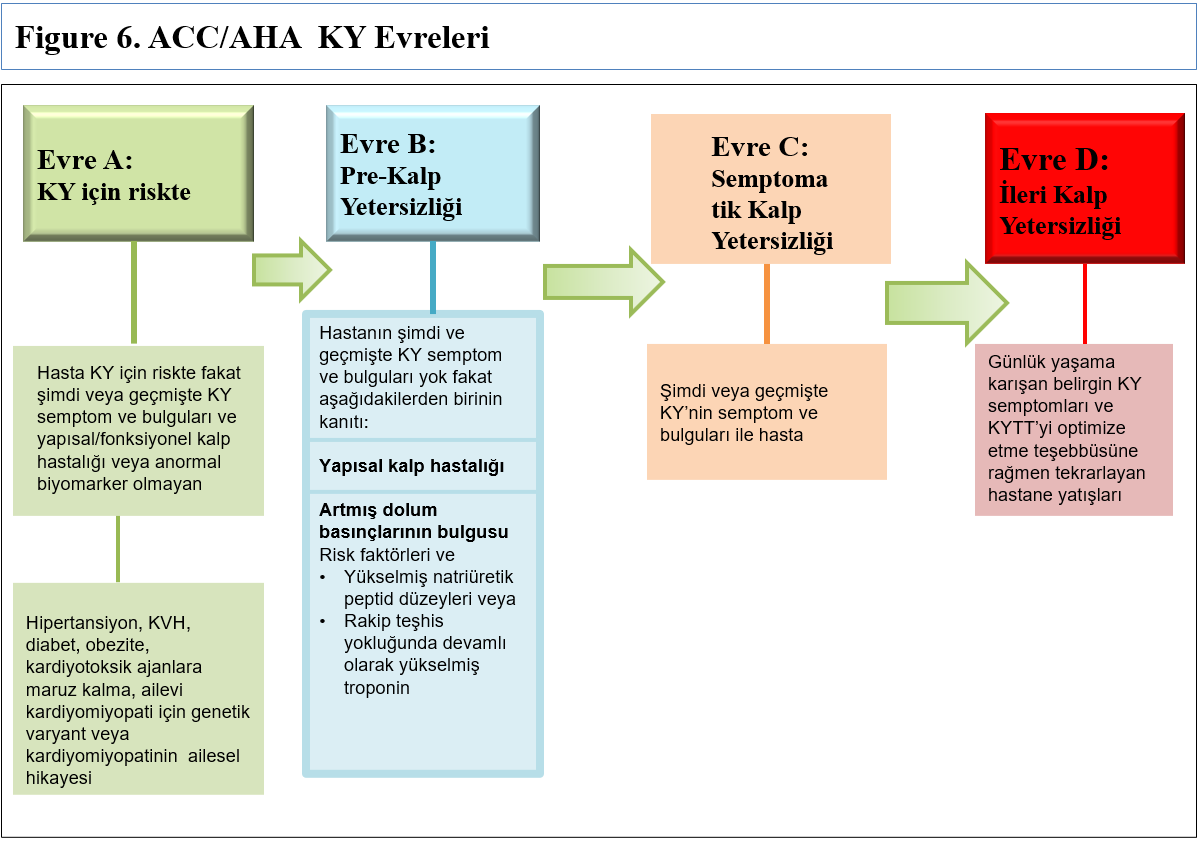 Figure 6. ACC/AHA  KY Evreleri
Evre A:
KY için riskte
Hasta KY için riskte fakat
şimdi veya geçmişte KY
semptom ve bulguları ve
yapısal/fonksiyonel kalp
hastalığı veya anormal
biyomarker olmayan
Hipertansiyon, KVH,
diabet, obezite,
kardiyotoksik ajanlara
maruz kalma, ailevi
kardiyomiyopati için genetik
varyant veya
kardiyomiyopatinin  ailesel
hikayesi
Evre B:
Pre-Kalp
Yetersizliği
Hastanın şimdi ve
geçmişte KY semptom
ve bulguları yok fakat
aşağıdakilerden birinin
kanıtı:
Yapısal kalp hastalığı
Artmış dolum
basınçlarının bulgusu
Risk faktörleri ve
• Yükselmiş natriüretik
peptid düzeyleri veya
• Rakip teşhis
yokluğunda devamlı
olarak yükselmiş
troponin
Evre C:
Semptoma
tik Kalp
Yetersizliği
Şimdi veya geçmişte
KY’nin semptom ve
bulguları ile hasta
Evre D:
İleri Kalp
Yetersizliği
Günlük yaşama
karışan belirgin KY
semptomları ve
KYTT’yi optimize
etme teşebbüsüne
rağmen tekrarlayan
hastane yatışları